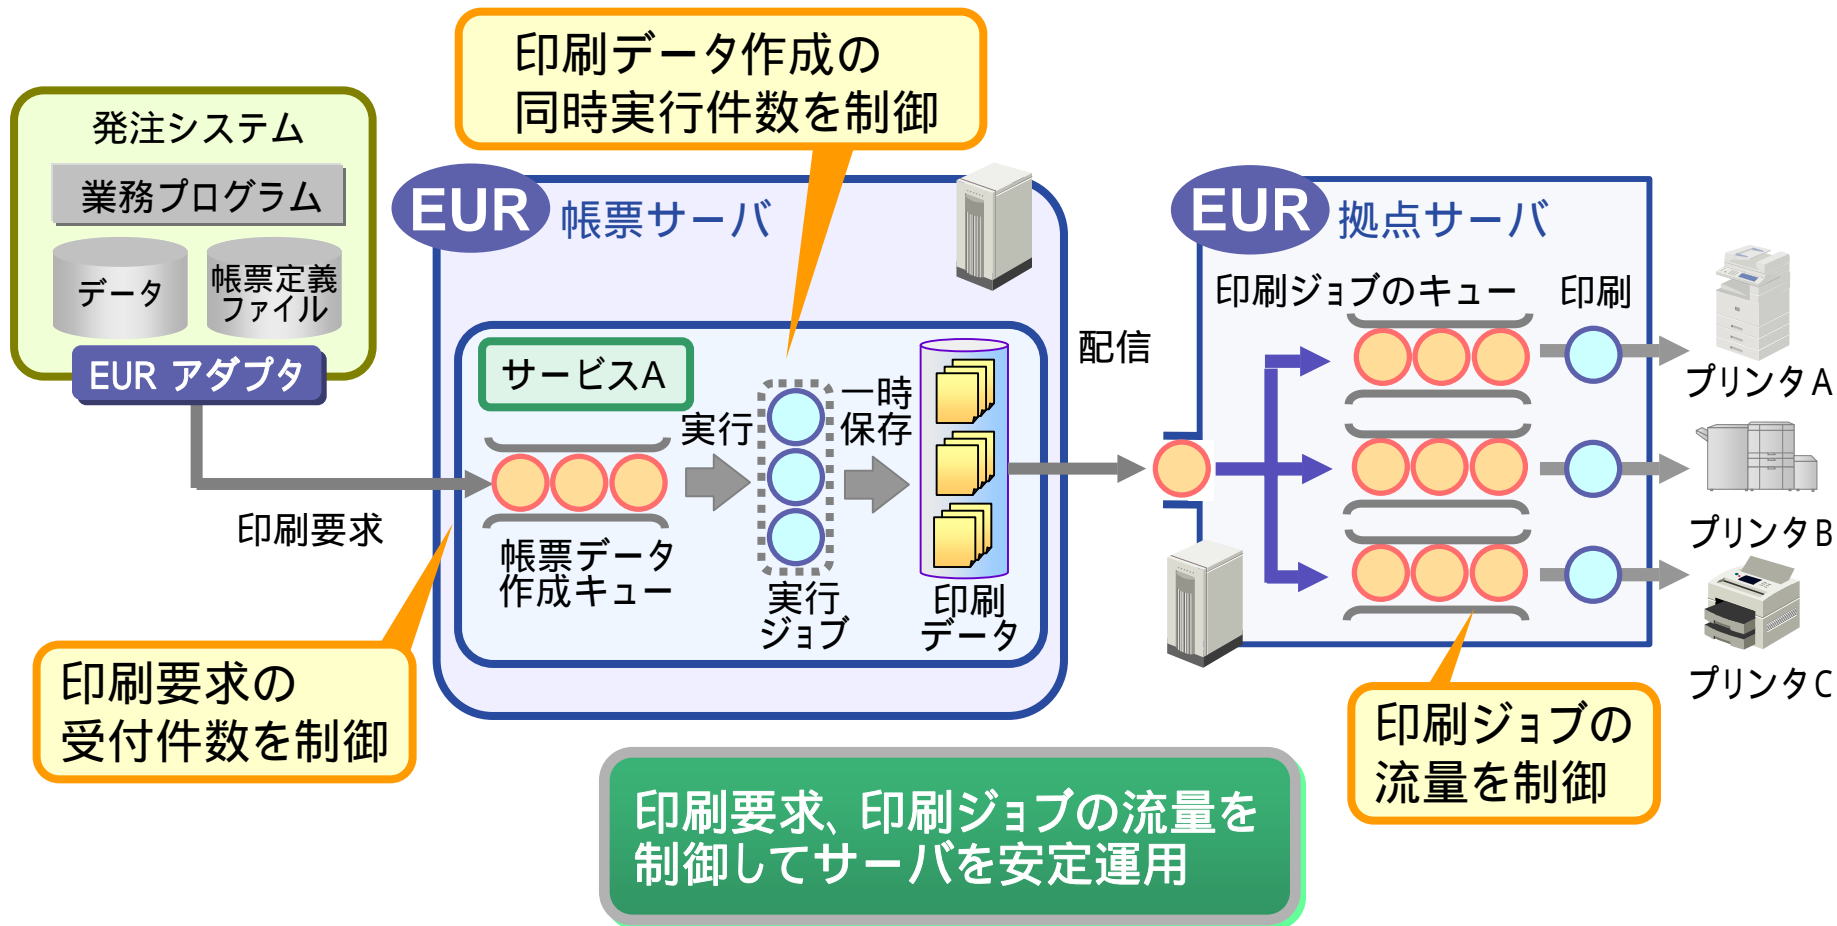 印刷データ作成の
同時実行件数を制御
発注システム
業務プログラム
データ
帳票定義
ファイル
EUR アダプタ
印刷要求
EUR 帳票サーバ
サービスA
実行
一時
保存
帳票データ
作成キュー
実行
ジョブ
印刷
データ
配信
EUR 拠点サーバ
印刷ジョブのキュー
印刷
プリンタA
プリンタB
プリンタC
印刷要求の
受付件数を制御
印刷ジョブの
流量を制御
印刷要求、印刷ジョブの流量を
制御してサーバを安定運用